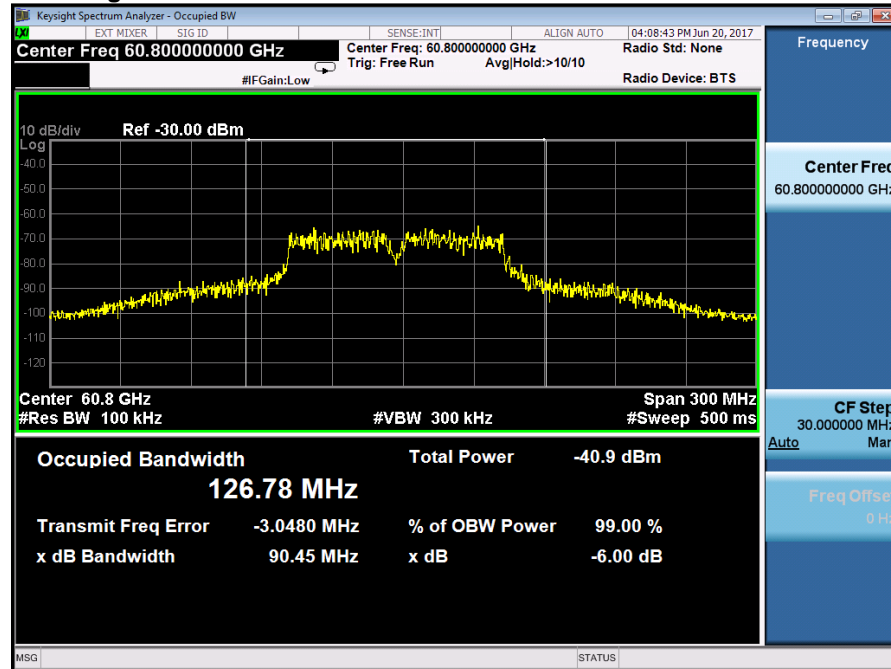 Keysight Spectrum Analyzer - Occupied BW
LXI EXT MIXER SIG ID SENSE:INT ALIGN AUTO 04:08:43 PM Jun 20, 2017
Center Freq 60.800000000 GHz
Center Freq: 60.800000000 GHz
Radio Std: None
Trig: Free Run Avg|Hold:>10/10
#IFGain:Low
Radio Device: BTS
Frequency
10 dB/div Ref -30.00 dBm
Log
-40.0
-50.0
-60.0
-70.0
-80.0
-90.0
-100
-110
-120
Center 60.8 GHz Span 300 MHz
#Res BW 100 kHz #VBW 300 kHz #Sweep 500 ms
Center Freq
60.800000000 GHz
CF Step
30.000000 MHz
Auto Man
Freq Offset
0 Hz
Occupied Bandwidth Total Power -40.9 dBm
126.78 MHz
Transmit Freq Error -3.0480 MHz % of OBW Power 99.00 %
x dB Bandwidth 90.45 MHz x dB -6.00 dB
MSG STATUS